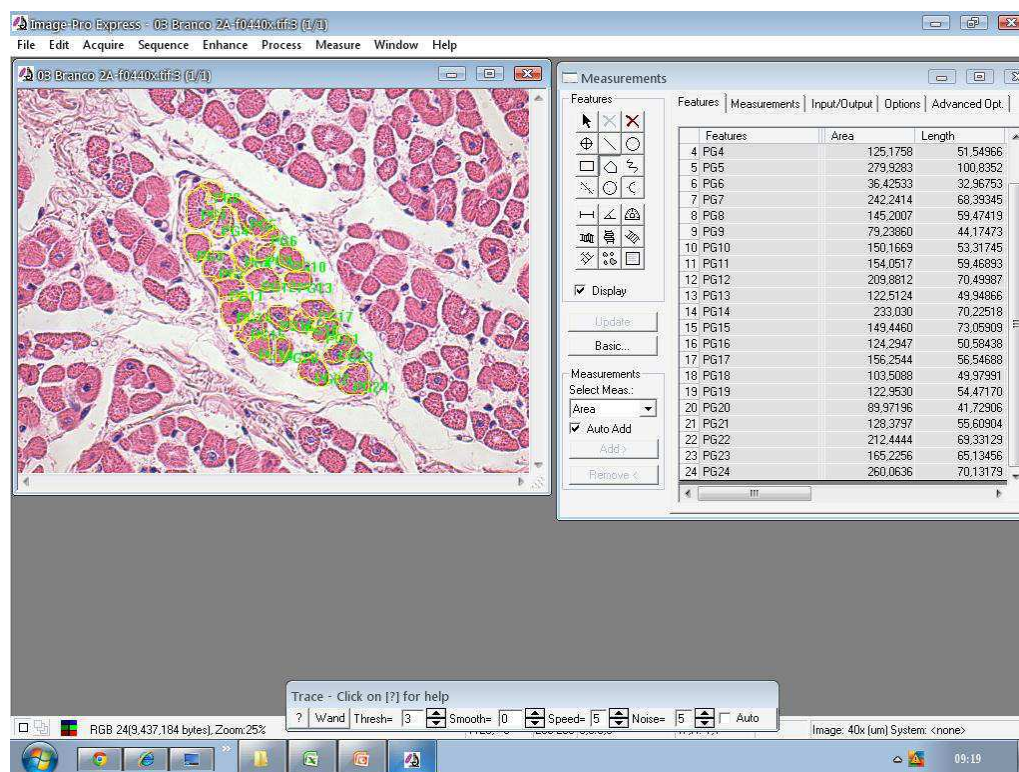 Image-Pro Express - 03 Branco 2A-f0440x.tif:3 (1/1)
File Edit Acquire Sequence Enhance Process Measure Window Help
03 Branco 2A-f0440x.tif:3 (1/1)
PG6
PG10
PG13
PG11
PG17
PG24
Measurements
Features
Display
Update
Basic...
Measurements
Select Meas.:
Area
Auto Add
Add >
Remove <
Features Measurements Input/Output Options Advanced Opt.
Features Area Length
4 PG4 125,1758 51,54966
5 PG5 279,9283 100,8352
6 PG6 36,42533 32,96753
7 PG7 242,2414 68,39345
8 PG8 145,2007 59,47419
9 PG9 79,23860 44,17473
10 PG10 150,1669 53,31745
11 PG11 154,0517 59,46893
12 PG12 209,8812 70,49987
13 PG13 122,5124 49,94866
14 PG14 233,030 70,22518
15 PG15 149,4460 73,05909
16 PG16 124,2947 50,58438
17 PG17 156,2544 56,54688
18 PG18 103,5088 49,97991
19 PG19 122,9530 54,47170
20 PG20 89,97196 41,72906
21 PG21 128,3797 55,60904
22 PG22 212,4444 69,33129
23 PG23 165,2256 65,13456
24 PG24 260,0636 70,13179
Trace - Click on [?] for help
? Wand Thresh= 3 Smooth= 0 Speed= 5 Noise= 5 Auto
RGB 24(9,437,184 bytes), Zoom:25%
Image: 40x (um) System: <none>
09:19